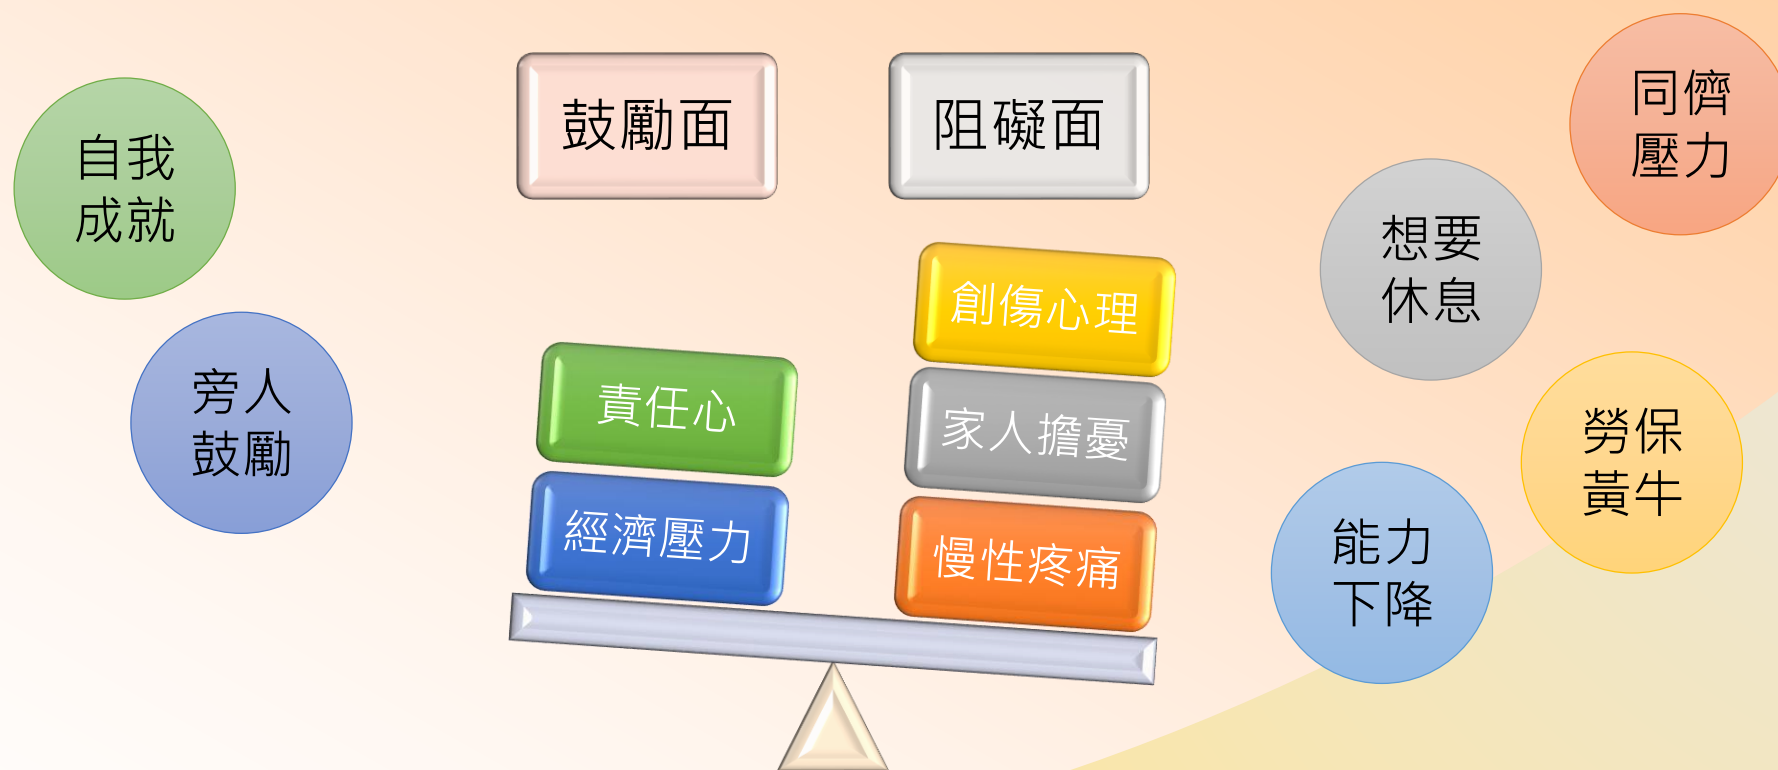 自我
成就
旁人
鼓勵
鼓勵面
阻礙面
責任心
經濟壓力
創傷心理
家人擔憂
慢性疼痛
同儕
壓力
想要
休息
勞保
黃牛
能力
下降